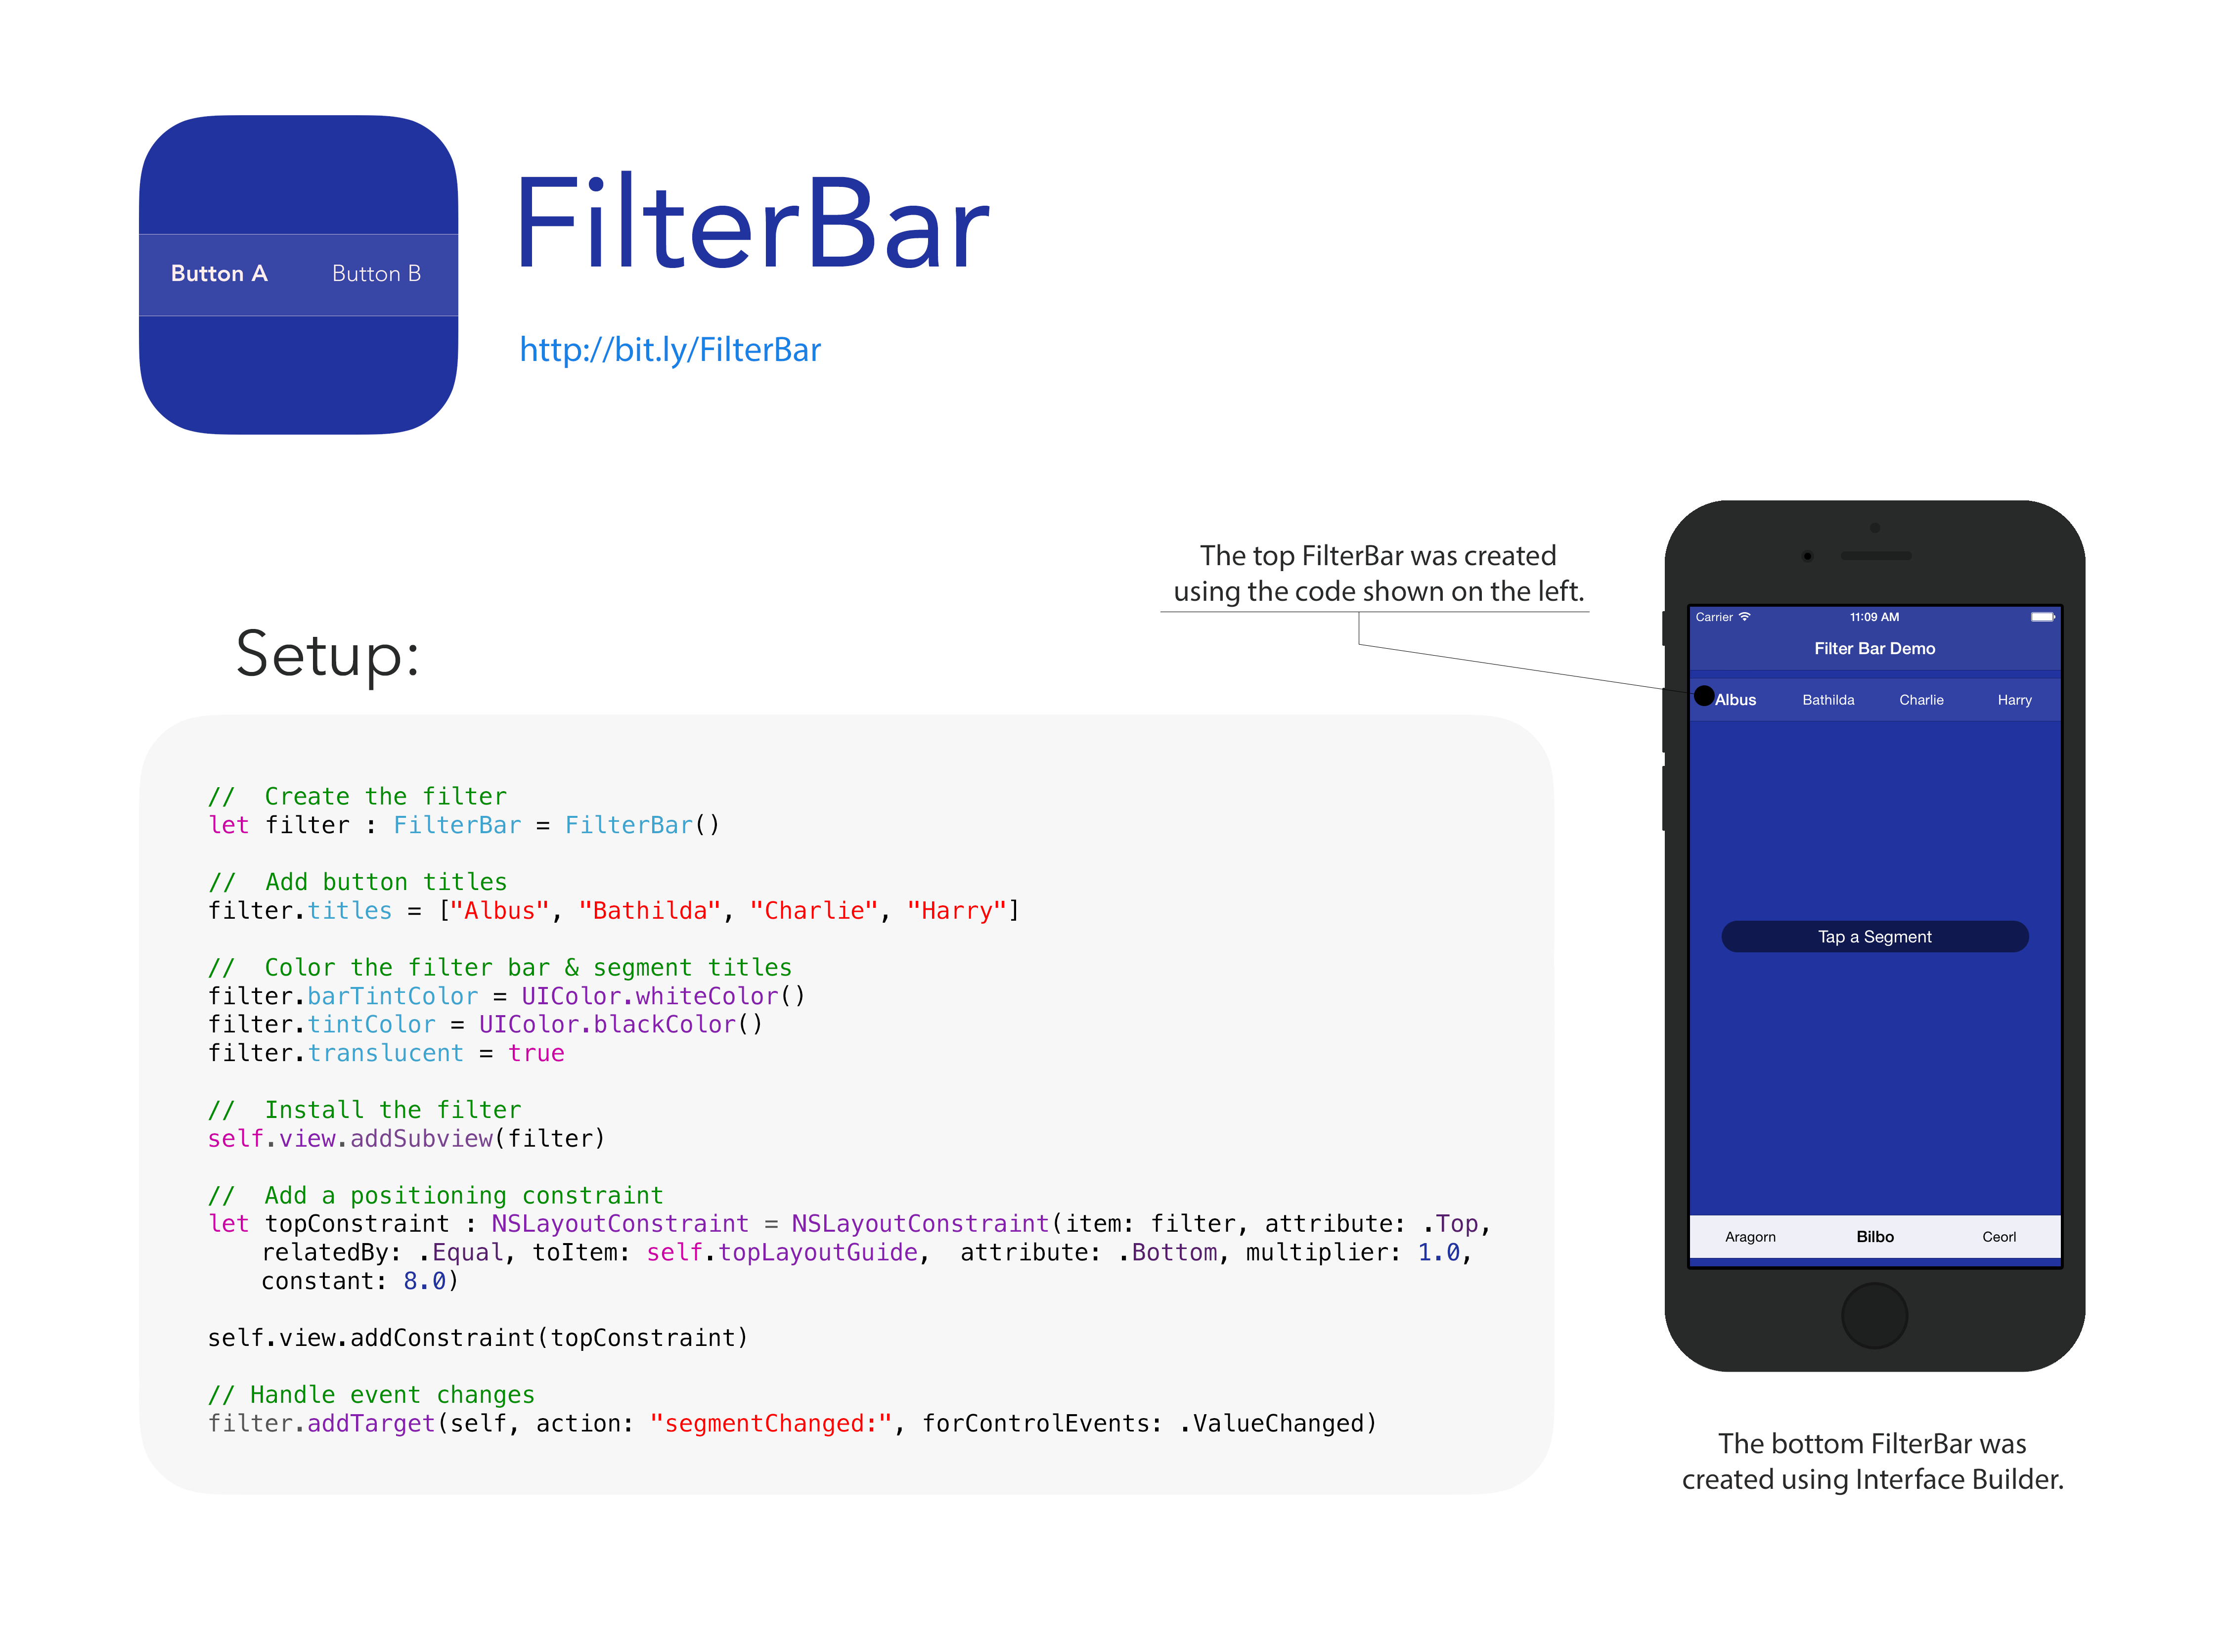 Button A Button B
FilterBar
http://bit.ly/FilterBar
Setup:
The top FilterBar was created
using the code shown on the left.
//  Create the filter
let filter : FilterBar = FilterBar()
//  Add button titles
filter.titles = ["Albus", "Bathilda", "Charlie", "Harry"]
//  Color the filter bar & segment titles
filter.barTintColor = UIColor.whiteColor()
filter.tintColor = UIColor.blackColor()
filter.translucent = true
//  Install the filter
self.view.addSubview(filter)
//  Add a positioning constraint
let topConstraint : NSLayoutConstraint = NSLayoutConstraint(item: filter, attribute: .Top,
relatedBy: .Equal, toItem: self.topLayoutGuide,  attribute: .Bottom, multiplier: 1.0,
constant: 8.0)
self.view.addConstraint(topConstraint)
// Handle event changes
filter.addTarget(self, action: "segmentChanged:", forControlEvents: .ValueChanged)
Carrier 11:09 AM
Filter Bar Demo
Albus Bathilda Charlie Harry
Tap a Segment
Aragorn Bilbo Ceorl
The bottom FilterBar was
created using Interface Builder.